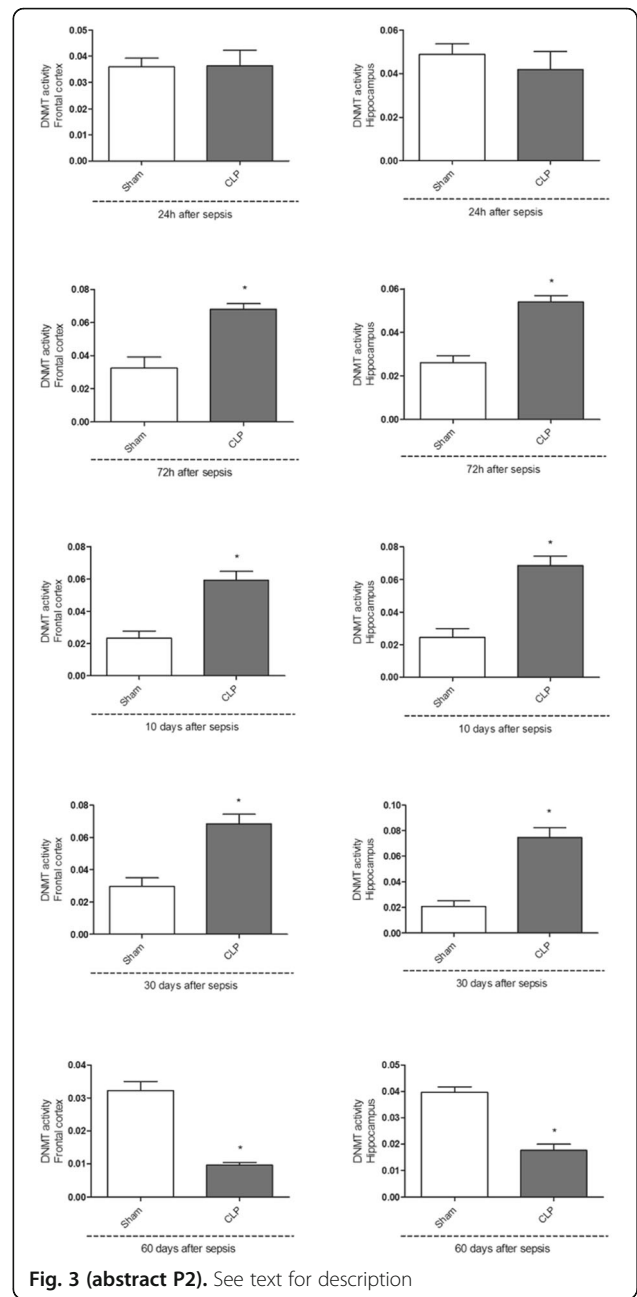 DNMT activity
Frontal cortex
0.05
0.04
0.03
0.02
0.01
0.00
Sham
CLP
24h after sepsis
DNMT activity
Hippocampus
0.06
0.04
0.02
0.00
Sham
CLP
24h after sepsis
DNMT activity
Frontal cortex
0.08
0.06
0.04
0.02
0.00
*
Sham
CLP
72h after sepsis
DNMT activity
Hippocampus
0.06
0.04
0.02
0.00
*
Sham
CLP
72h after sepsis
DNMT activity
Frontal cortex
0.08
0.06
0.04
0.02
0.00
*
Sham
CLP
10 days after sepsis
DNMT activity
Hippocampus
0.08
0.06
0.04
0.02
0.00
*
Sham
CLP
10 days after sepsis
DNMT activity
Frontal cortex
0.08
0.06
0.04
0.02
0.00
*
Sham
CLP
30 days after sepsis
DNMT activity
Hippocampus
0.10
0.08
0.06
0.04
0.02
0.00
*
Sham
CLP
30 days after sepsis
DNMT activity
Frontal cortex
0.04
0.03
0.02
0.01
0.00
*
Sham
CLP
60 days after sepsis
DNMT activity
Hippocampus
0.05
0.04
0.03
0.02
0.01
0.00
*
Sham
CLP
60 days after sepsis
Fig. 3 (abstract P2). See text for description